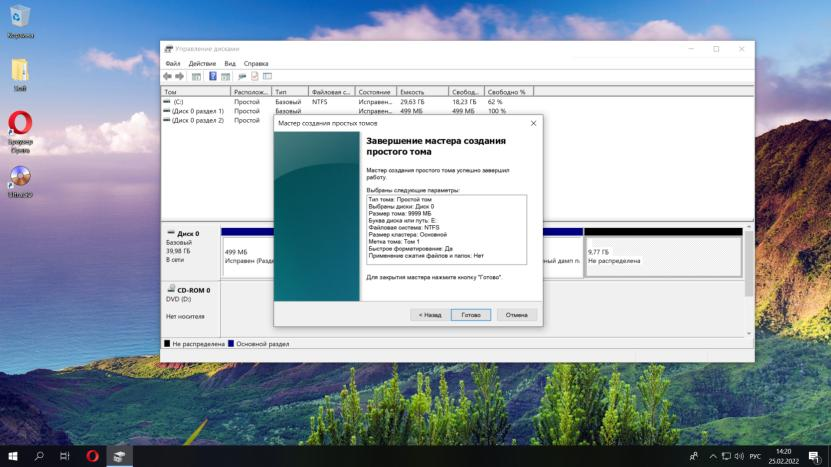 Корзина
Soft
Браузер
Opera
UltraISO
Управление дисками
Файл Действие Вид Справка
Том Располож... Тип Файловая с... Состояние Емкость Свобод... Свободно %
(C:) Простой Базовый NTFS Исправен... 29,63 ГБ 18,23 ГБ 62 %
(Диск 0 раздел 1) Простой Базовый Исправен... 499 МБ 499 МБ 100 %
(Диск 0 раздел 2) Простой
Мастер создания простых томов
Завершение мастера создания
простого тома
Мастер создания простого тома успешно завершил
работу.
Выбраны следующие параметры:
Тип тома: Простой том
Выбраны диски: Диск 0
Размер тома: 9999 МБ
Буква диска или путь: E:
Файловая система: NTFS
Размер кластера: Основной
Метка тома: Том 1
Быстрое форматирование: Да
Применение сжатия файлов и папок: Нет
Для закрытия мастера нажмите кнопку "Готово".
< Назад Готово Отмена
Диск 0
Базовый
39,98 ГБ
В сети
499 МБ
Исправен (Разд
ный дамп п
9,77 ГБ
Не распределена
CD-ROM 0
DVD (D:)
Нет носителя
Не распределена Основной раздел
РУС
14:20
25.02.2022
1